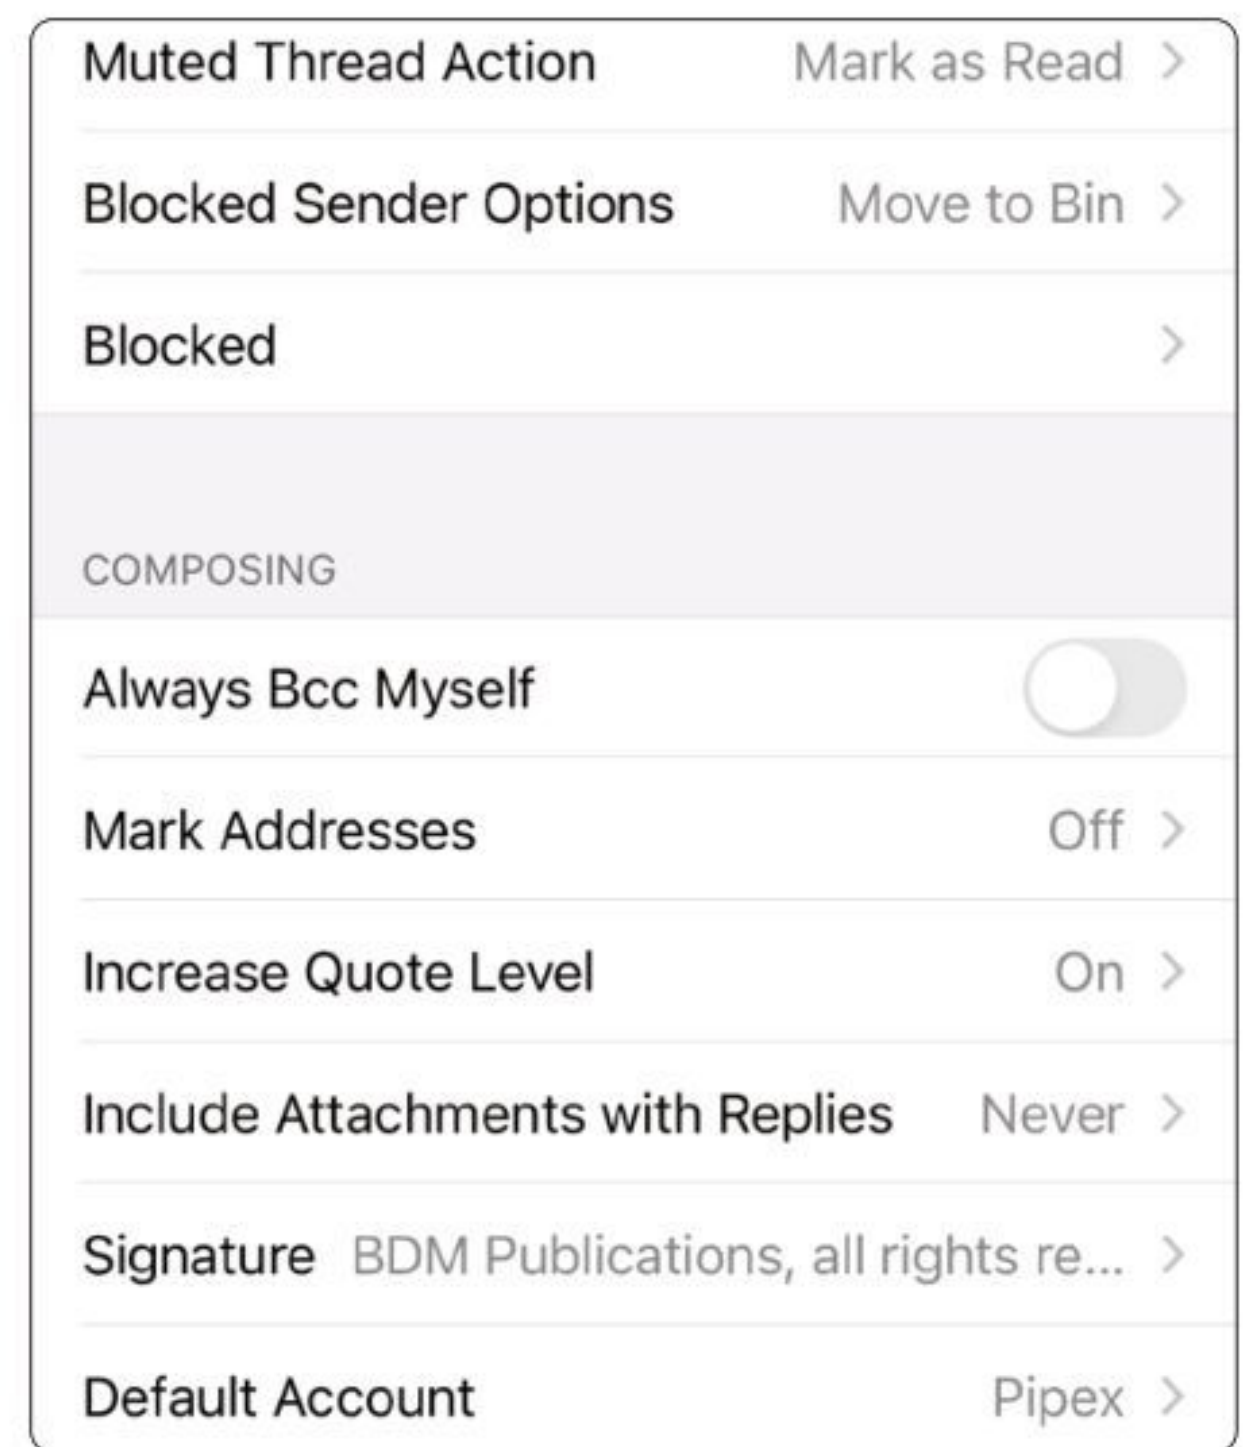 Muted Thread Action Mark as Read
Blocked Sender Options Move to Bin
Blocked
COMPOSING
Always Bcc Myself
Mark Addresses Off
Increase Quote Level On
Include Attachments with Replies Never
Signature BDM Publications, all rights re...
Default Account Pipex